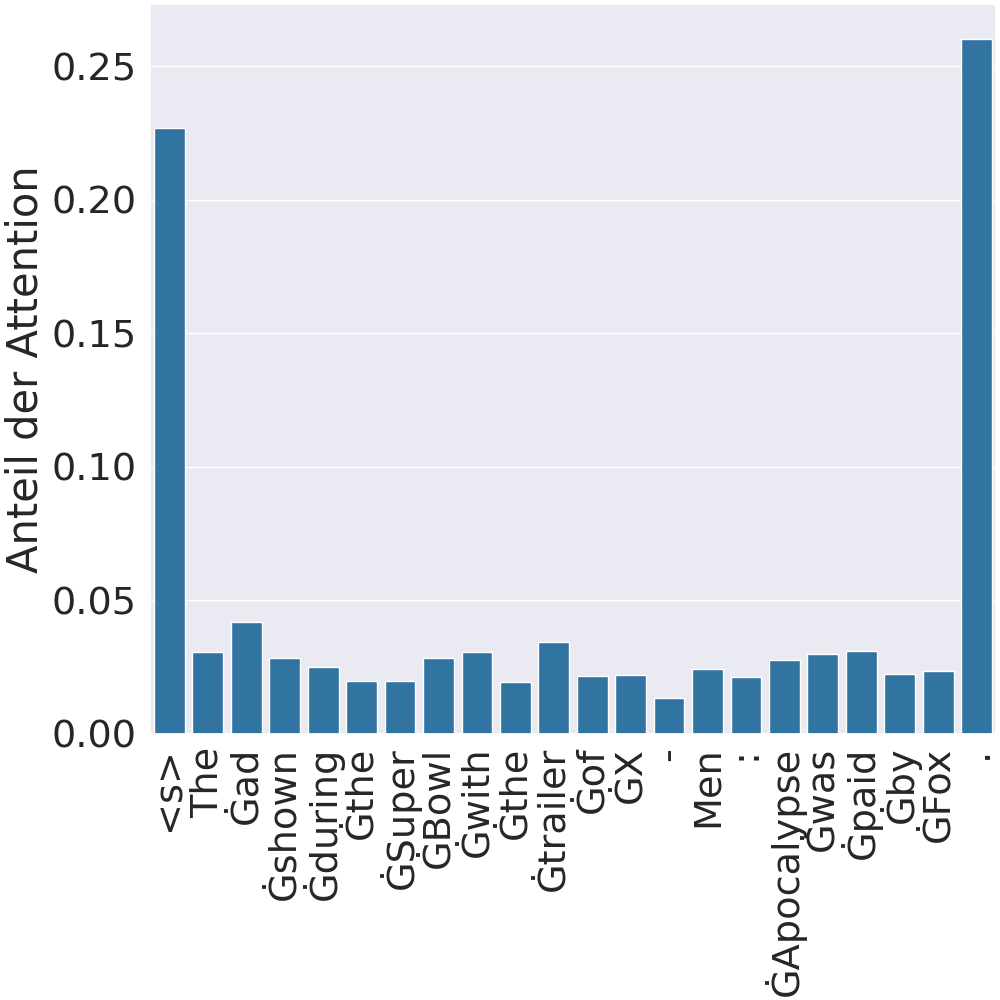 Anteil der Attention
0.25
0.20
0.15
0.10
0.05
0.00
<s>
The
Ġad
Ġshown
Ġduring
Ġthe
ĠSuper
ĠBowl
Ġwith
Ġthe
Ġtrailer
Ġof
ĠX
-
Men
:
ĠApocalypse
Ġwas
Ġpaid
Ġby
ĠFox
.